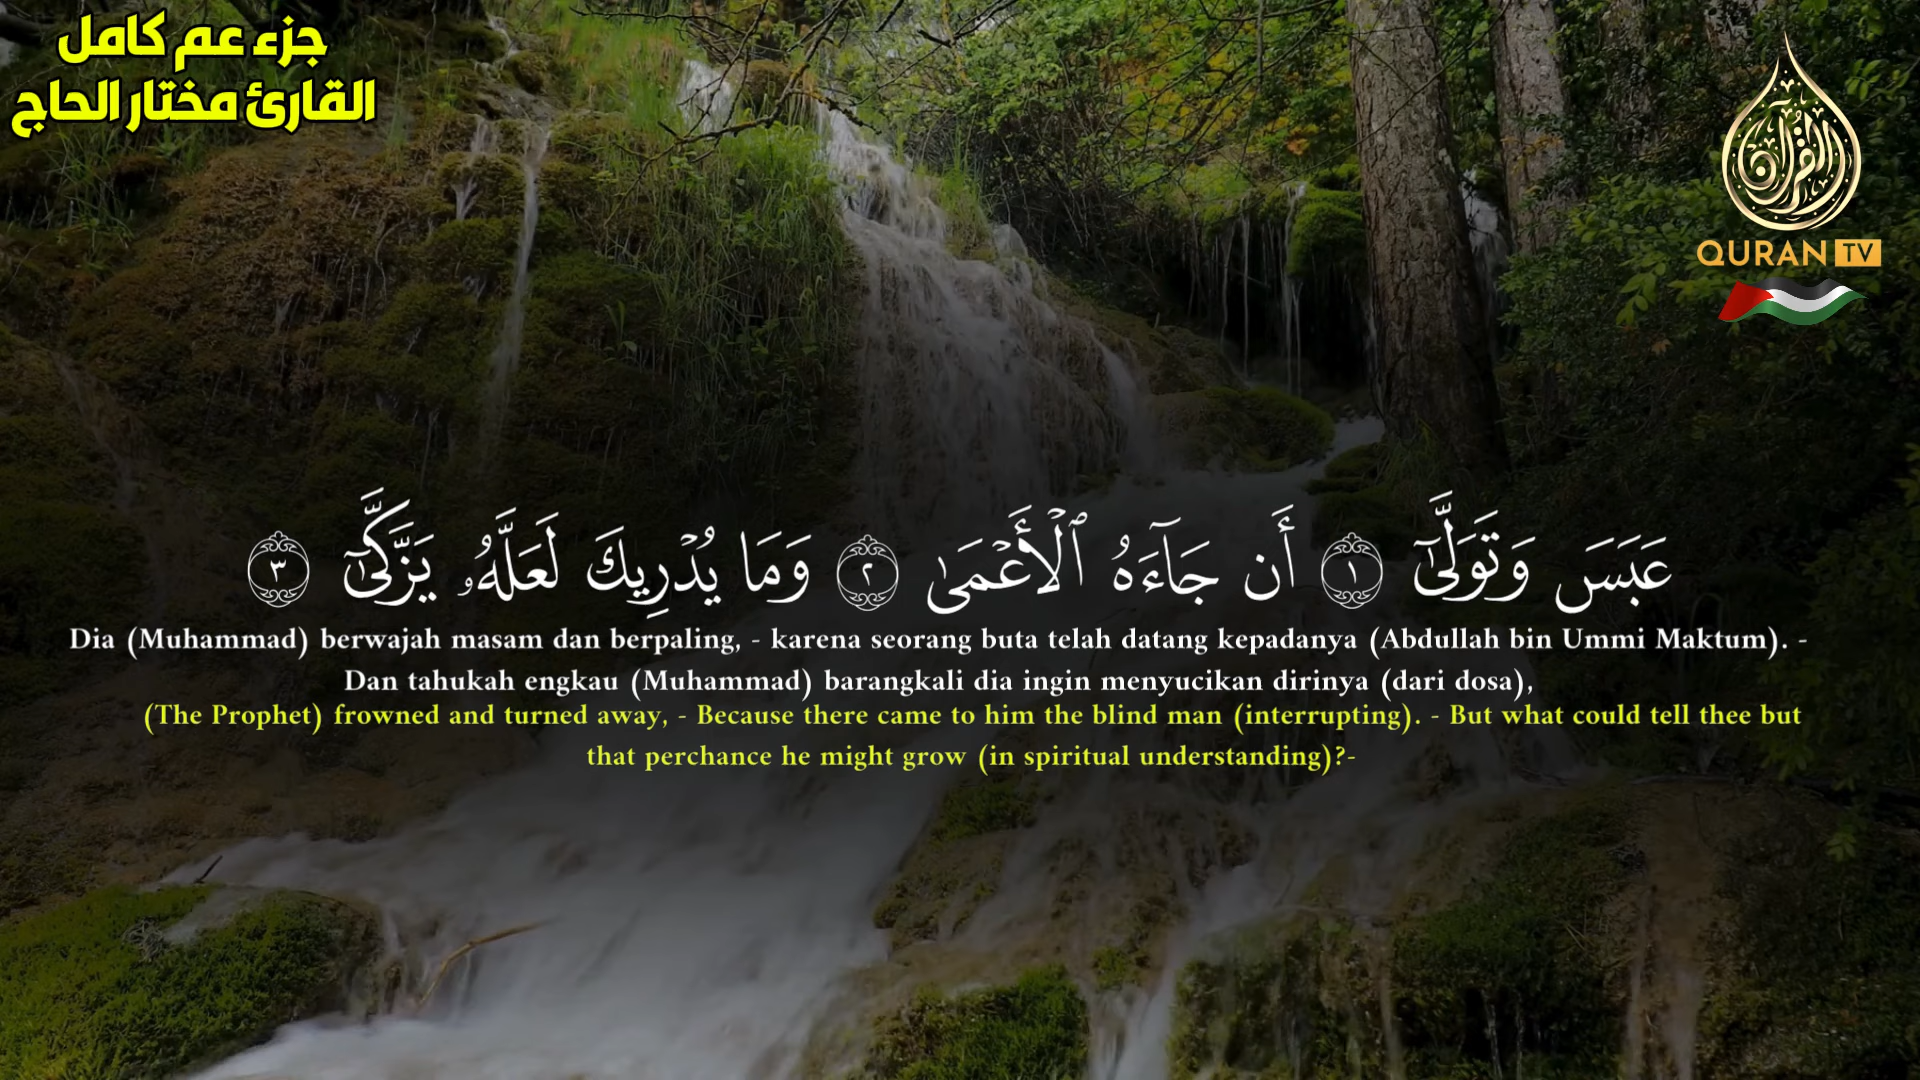 جزء عم كامل
القارئ مختار الحاج
القرآن
QURAN TV
عَبَسَ وَتَوَلَّىٰٓ ١ أَن جَآءَهُ ٱلْأَعْمَىٰ ٢ وَمَا يُدْرِيكَ لَعَلَّهُۥ يَزَّكَّىٰٓ ٣
Dia (Muhammad) berwajah masam dan berpaling, - karena seorang buta telah datang kepadanya (Abdullah bin Ummi Maktum). -
Dan tahukah engkau (Muhammad) barangkali dia ingin menyucikan dirinya (dari dosa),
(The Prophet) frowned and turned away, - Because there came to him the blind man (interrupting). - But what could tell thee but
that perchance he might grow (in spiritual understanding)?-